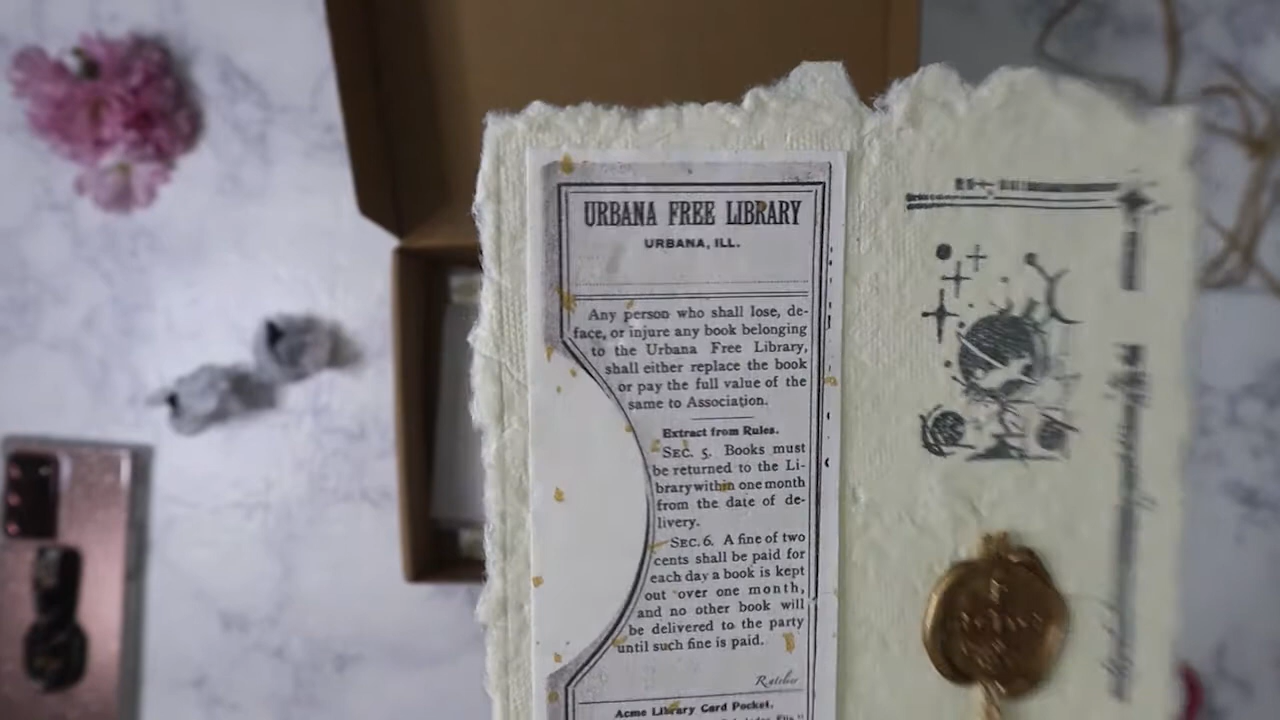 URBANA FREE LIBRARY
URBANA, ILL.
Any person who shall lose, de-
face, or injure any book belonging
to the Urbana Free Library,
shall either replace the book
or pay the full value of the
same to Association.
Extract from Rules.
SEC. 5. Books must
be returned to the Li-
brary within one month
from the date of de-
livery.
SEC. 6. A fine of two
cents shall be paid for
each day a book is kept
out over one month,
and no other book will
be delivered to the party
until such fine is paid.
Acme Library Card Pocket.